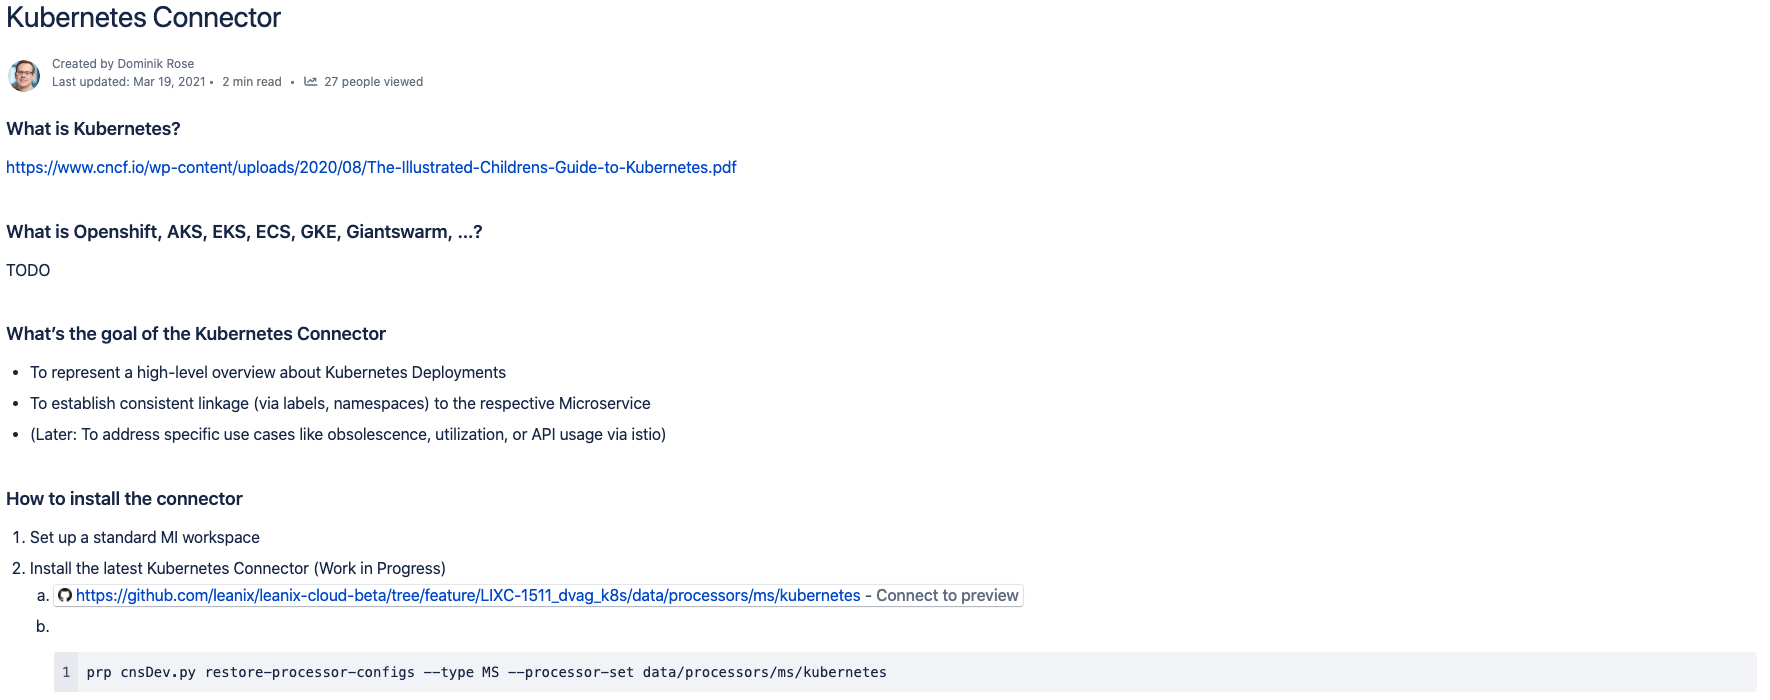 Kubernetes Connector
Created by Dominik Rose
Last updated: Mar 19, 2021 • 2 min read • 27 people viewed
What is Kubernetes?
https://www.cncf.io/wp-content/uploads/2020/08/The-Illustrated-Childrens-Guide-to-Kubernetes.pdf
What is Openshift, AKS, EKS, ECS, GKE, Giantswarm, ...?
TODO
What’s the goal of the Kubernetes Connector
• To represent a high-level overview about Kubernetes Deployments
• To establish consistent linkage (via labels, namespaces) to the respective Microservice
• (Later: To address specific use cases like obsolescence, utilization, or API usage via istio)
How to install the connector
1. Set up a standard MI workspace
2. Install the latest Kubernetes Connector (Work in Progress)
a. https://github.com/leanix/leanix-cloud-beta/tree/feature/LIXC-1511_dvag_k8s/data/processors/ms/kubernetes - Connect to preview
b.
1 prp cnsDev.py restore-processor-configs --type MS --processor-set data/processors/ms/kubernetes